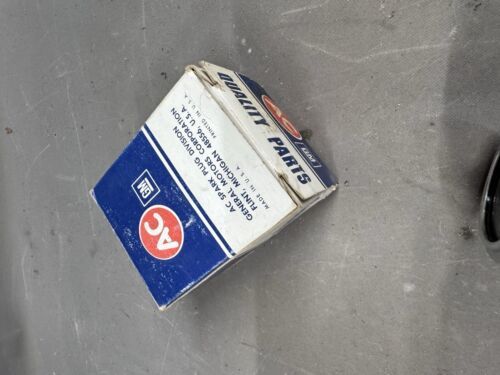 QUALITY PARTS
AC
GM
AC
AC SPARK PLUG DIVISION
GENERAL MOTORS CORPORATION
FLINT, MICHIGAN 48556, U.S.A.
PRINTED IN U.S.A.
MADE IN U.S.A.